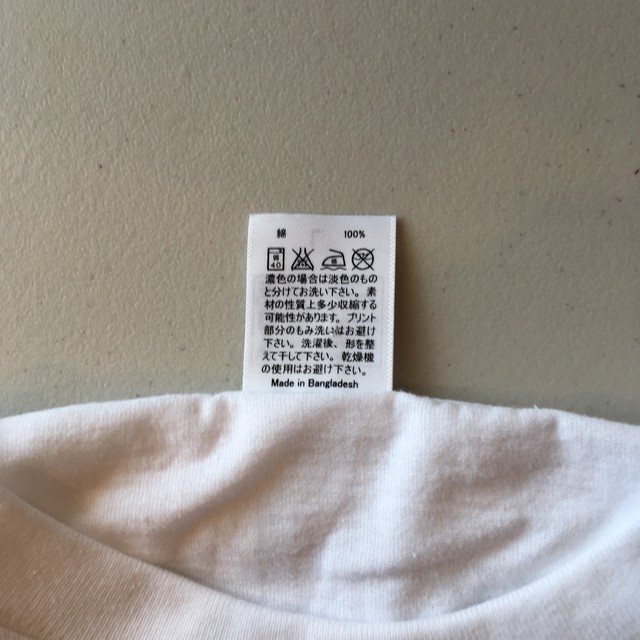 綿 100%
40
濃色の場合は淡色のもの
と分けてお洗い下さい。素
材の性質上多少収縮する
可能性があります。プリント
部分のもみ洗いはお避け
下さい。洗濯後、形を整
えて干して下さい。乾燥機
の使用はお避け下さい。
Made in Bangladesh